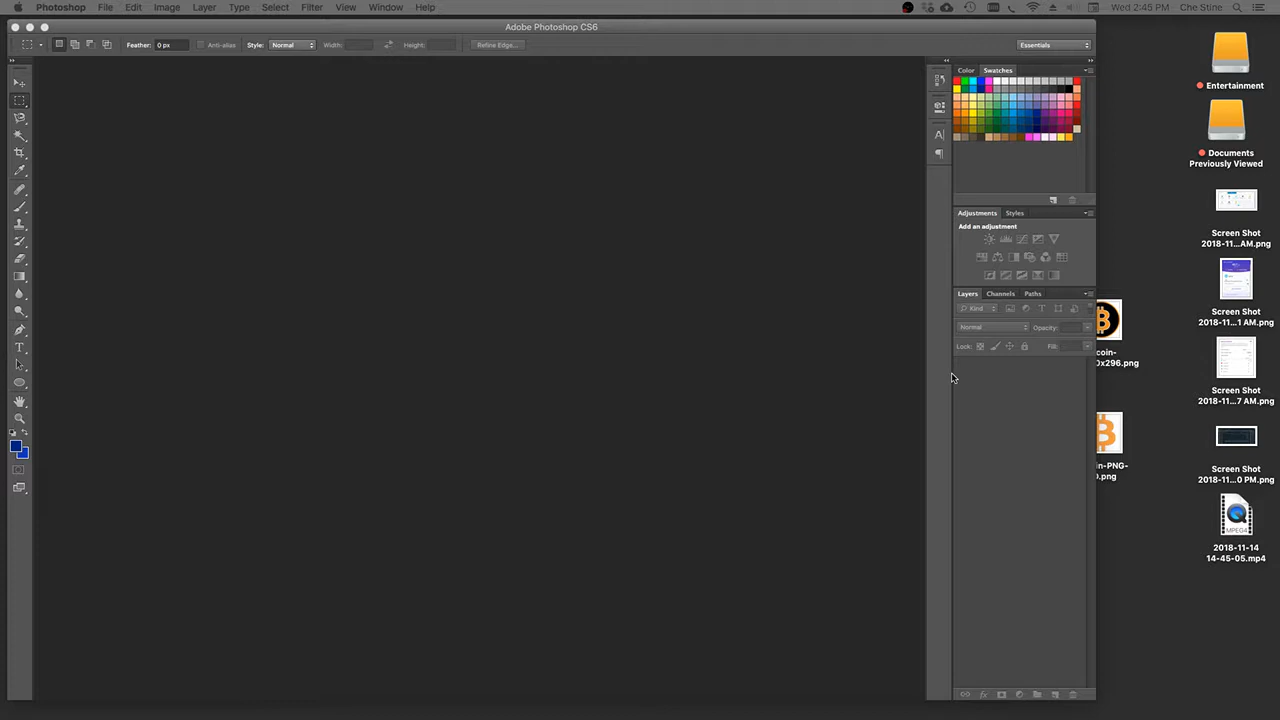 Photoshop File Edit Image Layer Type Select Filter View Window Help Wed 2:45 PM Che Stine
Adobe Photoshop CS6
Feather: 0 px Anti-alias Style: Normal Width: Height: Refine Edge... Essentials
Color Swatches
Adjustments Styles
Add an adjustment
Layers Channels Paths
Kind
Normal Opacity:
Lock: Fill:
Entertainment
Documents
Previously Viewed
Screen Shot
2018-11...AM.png
Screen Shot
2018-11...1 AM.png
coin-
0x296.png
Screen Shot
2018-11...7 AM.png
in-PNG-
.png
Screen Shot
2018-11...0 PM.png
MPEG4
2018-11-14
14-45-05.mp4